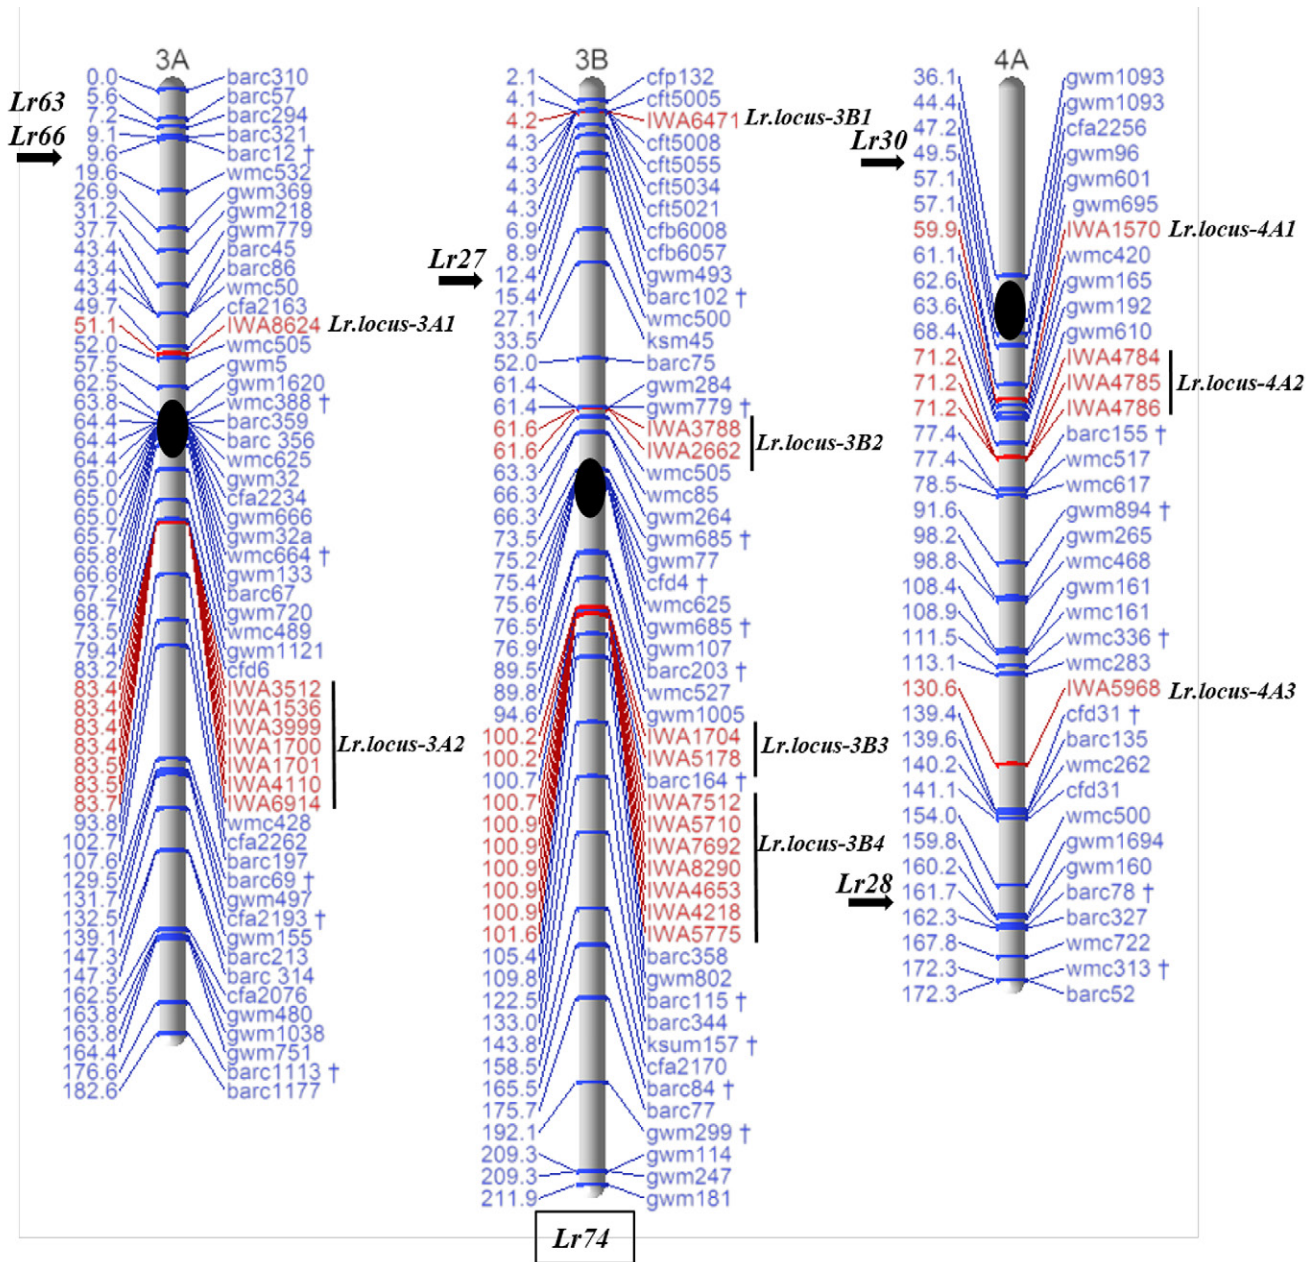 3A
Lr63
Lr66
0.0 barc310
5.6 barc57
7.2 barc294
9.1 barc321
9.6 barc12 †
19.6 wmc532
26.9 gwm369
31.2 gwm218
37.7 gwm779
43.4 barc45
43.4 barc86
43.4 wmc50
49.7 cfa2163
51.1 IWA8624 Lr.locus-3A1
52.0 wmc505
57.5 gwm5
62.5 gwm1620
63.8 wmc388 †
64.4 barc359
64.4 barc 356
64.4 wmc625
65.0 gwm32
65.0 cfa2234
65.0 gwm666
65.7 gwm32a
65.8 wmc664 †
66.6 gwm133
67.2 barc67
68.7 gwm720
73.5 wmc489
79.4 gwm1121
83.2 cfd6
83.4 IWA3512
83.4 IWA1536
83.4 IWA3999
83.4 IWA1700 Lr.locus-3A2
83.5 IWA1701
83.5 IWA4110
83.7 IWA6914
93.8 wmc428
102.7 cfa2262
107.6 barc197
129.5 barc69 †
131.7 gwm497
132.5 cfa2193 †
139.1 gwm155
147.3 barc213
147.3 barc 314
162.5 cfa2076
163.8 gwm480
163.8 gwm1038
164.4 gwm751
176.6 barc1113 †
182.6 barc1177
3B
Lr27
2.1 cfp132
4.1 cft5005
4.2 IWA6471 Lr.locus-3B1
4.3 cft5008
4.3 cft5055
4.3 cft5034
4.3 cft5021
6.9 cfb6008
8.9 cfb6057
12.4 gwm493
15.4 barc102 †
27.1 wmc500
33.5 ksm45
52.0 barc75
61.4 gwm284
61.4 gwm779 †
61.6 IWA3788
61.6 IWA2662 Lr.locus-3B2
63.3 wmc505
66.3 wmc85
66.3 gwm264
73.5 gwm685 †
75.2 gwm77
75.4 cfd4 †
75.6 wmc625
76.5 gwm685 †
76.9 gwm107
89.5 barc203 †
89.8 wmc527
94.6 gwm1005
100.2 IWA1704
100.2 IWA5178 Lr.locus-3B3
100.7 barc164 †
100.7 IWA7512
100.9 IWA5710
100.9 IWA7692 Lr.locus-3B4
100.9 IWA8290
100.9 IWA4653
100.9 IWA4218
101.6 IWA5775
105.4 barc358
109.8 gwm802
122.5 barc115 †
133.0 barc344
143.8 ksum157 †
158.5 cfa2170
165.5 barc84 †
175.7 barc77
192.1 gwm299 †
209.3 gwm114
209.3 gwm247
211.9 gwm181
Lr74
4A
Lr30
36.1 gwm1093
44.4 gwm1093
47.2 cfa2256
49.5 gwm96
57.1 gwm601
57.1 gwm695
59.9 IWA1570 Lr.locus-4A1
61.1 wmc420
62.6 gwm165
63.6 gwm192
68.4 gwm610
71.2 IWA4784
71.2 IWA4785 Lr.locus-4A2
71.2 IWA4786
77.4 barc155 †
77.4 wmc517
78.5 wmc617
91.6 gwm894 †
98.2 gwm265
98.8 wmc468
108.4 gwm161
108.9 wmc161
111.5 wmc336 †
113.1 wmc283
130.6 IWA5968 Lr.locus-4A3
139.4 cfd31 †
139.6 barc135
140.2 wmc262
141.1 cfd31
154.0 wmc500
159.8 gwm1694
160.2 gwm160
Lr28
161.7 barc78 †
162.3 barc327
167.8 wmc722
172.3 wmc313 †
172.3 barc52